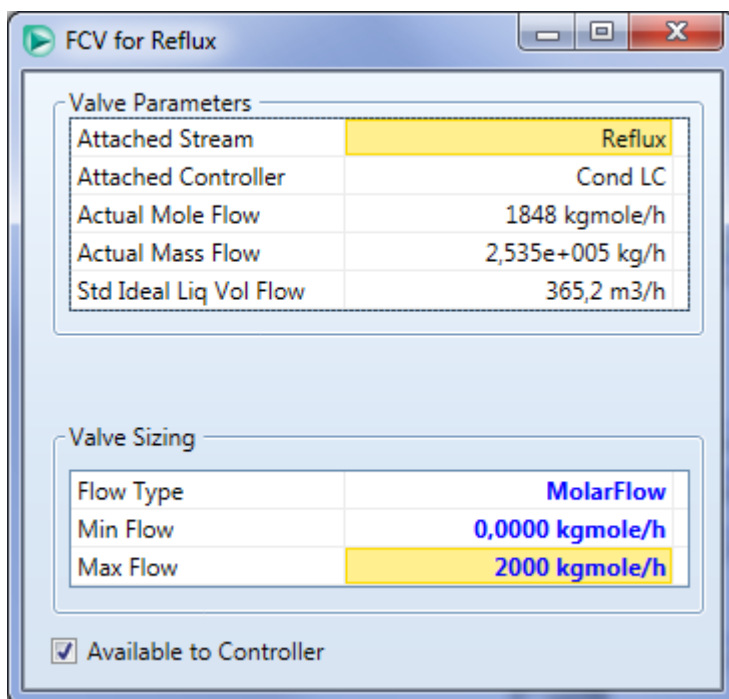 FCV for Reflux
Valve Parameters
Attached Stream Reflux
Attached Controller Cond LC
Actual Mole Flow 1848 kgmole/h
Actual Mass Flow 2,535e+005 kg/h
Std Ideal Liq Vol Flow 365,2 m3/h
Valve Sizing
Flow Type MolarFlow
Min Flow 0,0000 kgmole/h
Max Flow 2000 kgmole/h
Available to Controller